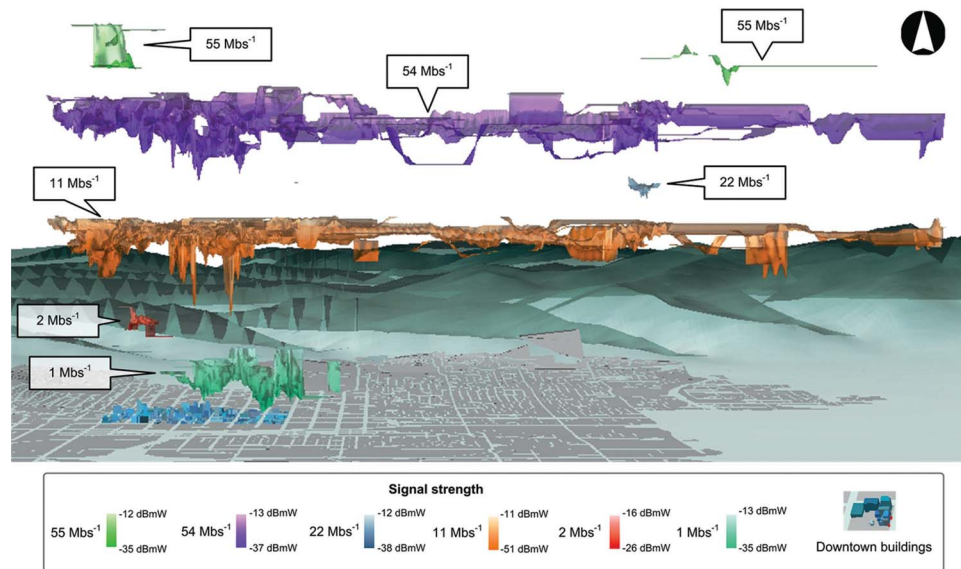 55 Mbs-1
55 Mbs-1
54 Mbs-1
11 Mbs-1
22 Mbs-1
2 Mbs-1
1 Mbs-1
Signal strength
55 Mbs-1 -12 dBmW -35 dBmW
54 Mbs-1 -13 dBmW -37 dBmW
22 Mbs-1 -12 dBmW -38 dBmW
11 Mbs-1 -11 dBmW -51 dBmW
2 Mbs-1 -16 dBmW -26 dBmW
1 Mbs-1 -13 dBmW -35 dBmW
Downtown buildings